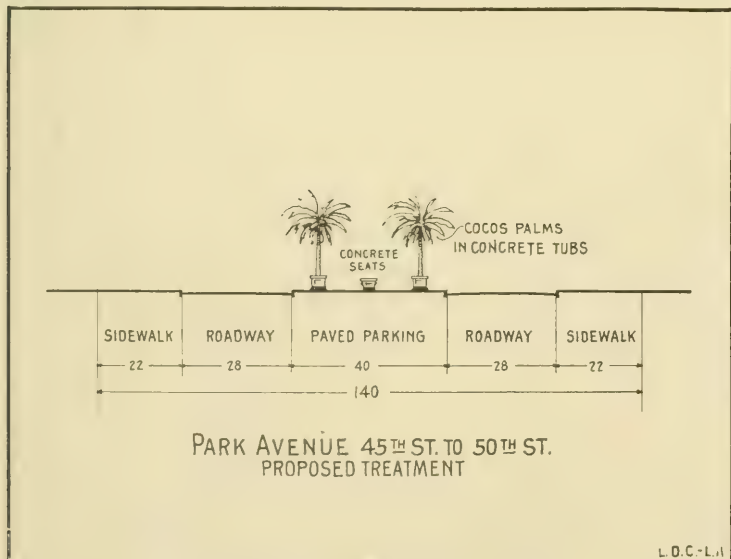 COCOS PALMS
IN CONCRETE TUBS
CONCRETE
SEATS
SIDEWALK ROADWAY PAVED PARKING ROADWAY SIDEWALK
22 28 40 28 22
140
PARK AVENUE 45TH ST. TO 50TH ST.
PROPOSED TREATMENT